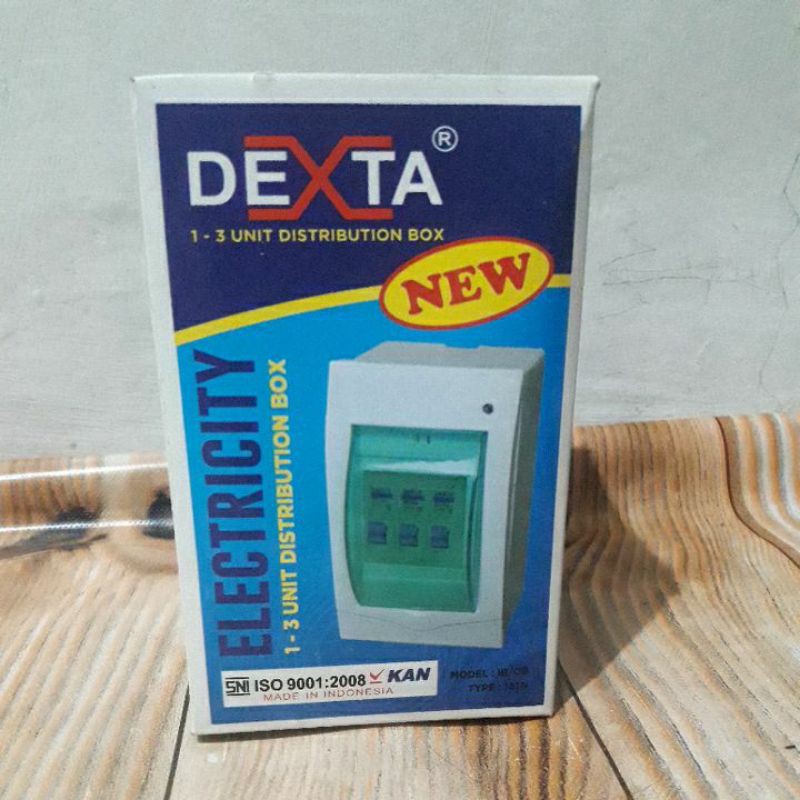 DEXTA®
1 - 3 UNIT DISTRIBUTION BOX
NEW
ELECTRICITY
1 - 3 UNIT DISTRIBUTION BOX
SNI ISO 9001:2008 KAN
MADE IN INDONESIA
MODEL :
TYPE :